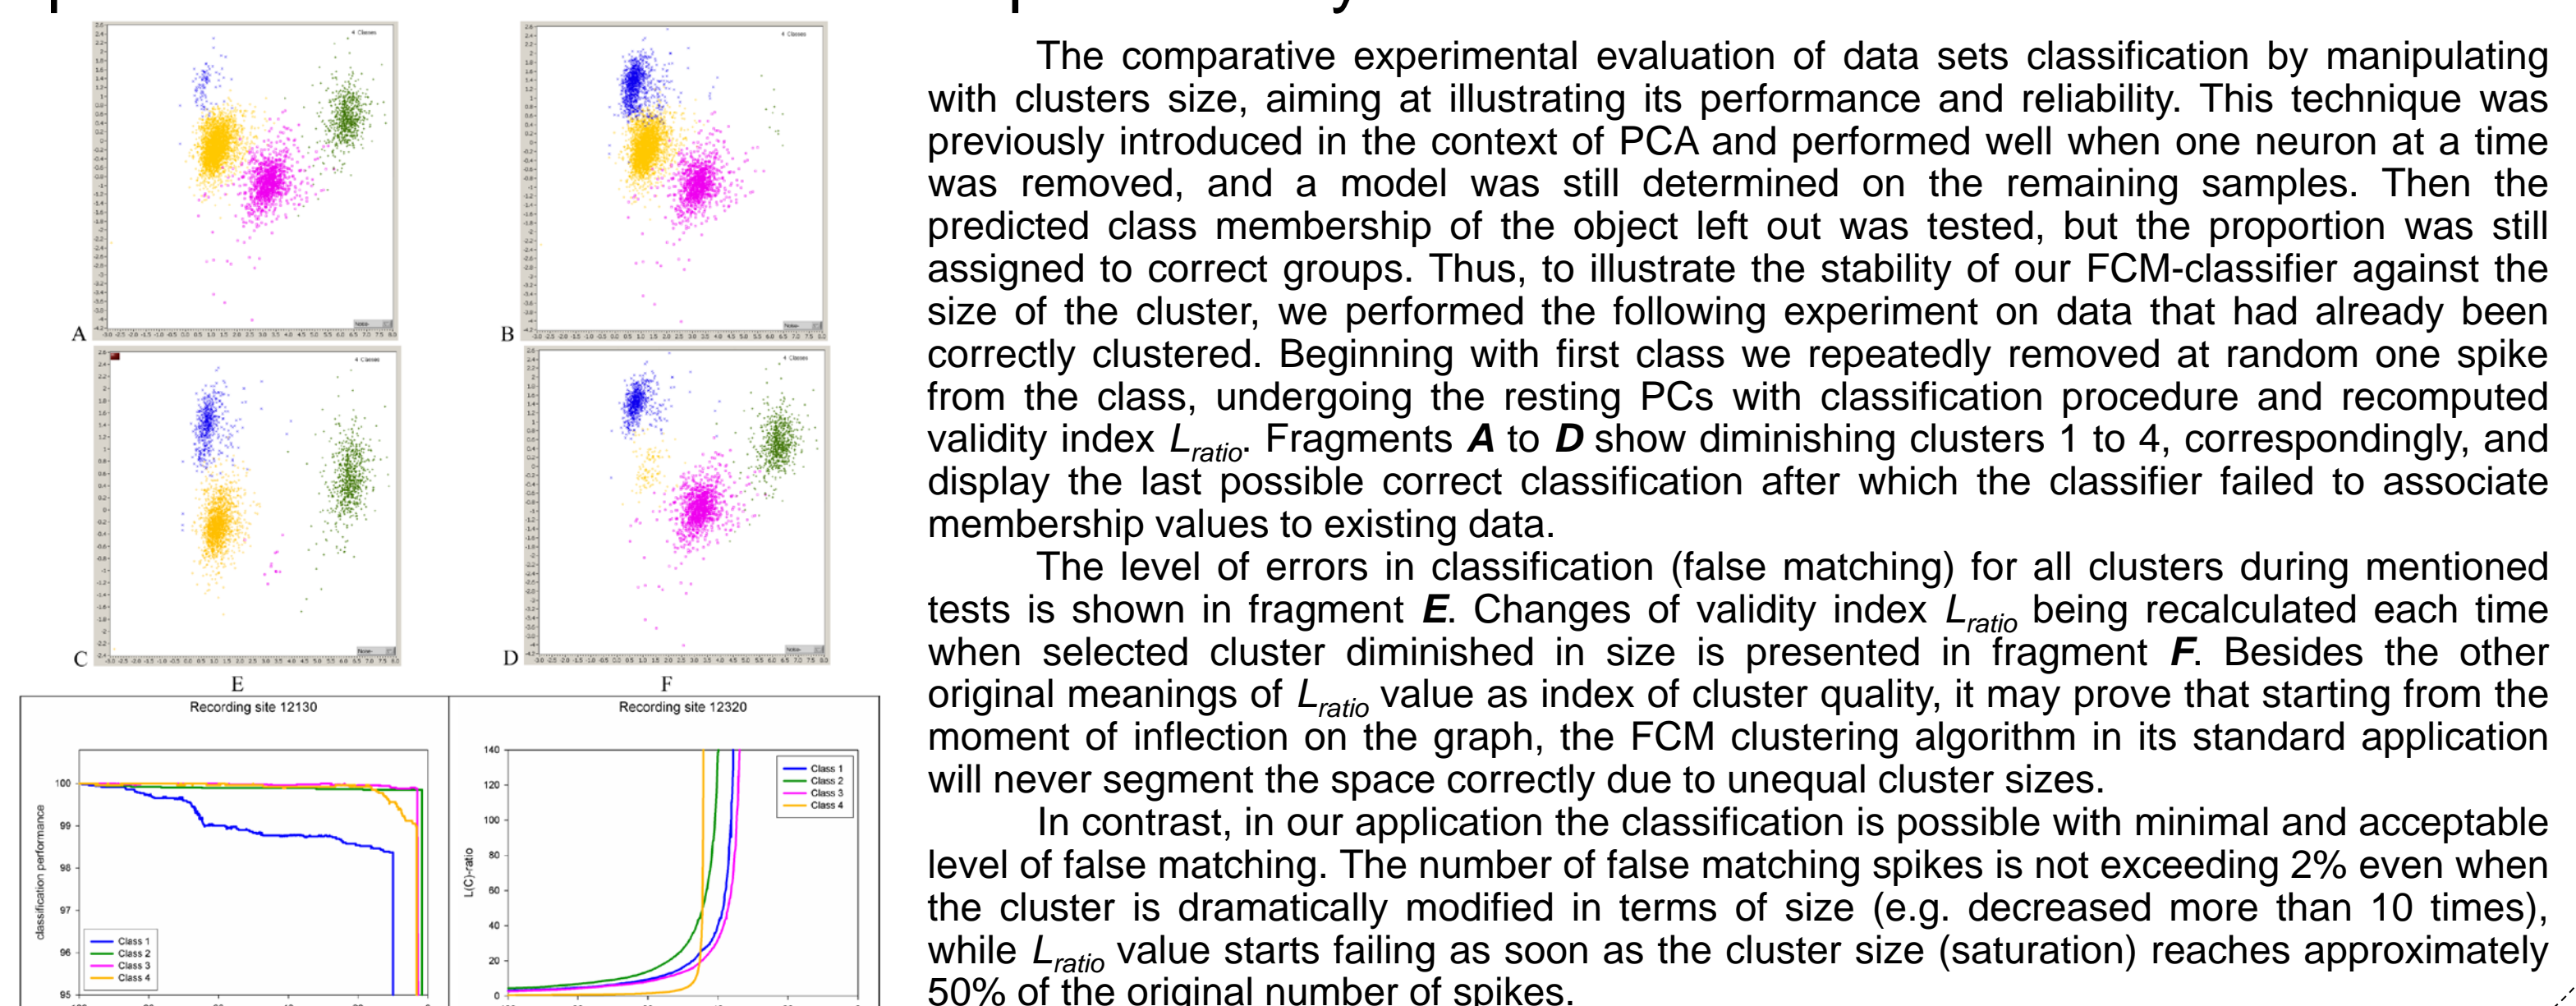 4 Classes
4 Classes
A
B
4 Classes
4 Classes
C
D
E
F
Recording site 12130
Recording site 12320
classification performance
100
99
98
97
96
95
Class 1
Class 2
Class 3
Class 4
L(C)-ratio
140
120
100
80
60
40
20
0
Class 1
Class 2
Class 3
Class 4
The comparative experimental evaluation of data sets classification by manipulating
with clusters size, aiming at illustrating its performance and reliability. This technique was
previously introduced in the context of PCA and performed well when one neuron at a time
was removed, and a model was still determined on the remaining samples. Then the
predicted class membership of the object left out was tested, but the proportion was still
assigned to correct groups. Thus, to illustrate the stability of our FCM-classifier against the
size of the cluster, we performed the following experiment on data that had already been
correctly clustered. Beginning with first class we repeatedly removed at random one spike
from the class, undergoing the resting PCs with classification procedure and recomputed
validity index Lratio. Fragments A to D show diminishing clusters 1 to 4, correspondingly, and
display the last possible correct classification after which the classifier failed to associate
membership values to existing data.
The level of errors in classification (false matching) for all clusters during mentioned
tests is shown in fragment E. Changes of validity index Lratio being recalculated each time
when selected cluster diminished in size is presented in fragment F. Besides the other
original meanings of Lratio value as index of cluster quality, it may prove that starting from the
moment of inflection on the graph, the FCM clustering algorithm in its standard application
will never segment the space correctly due to unequal cluster sizes.
In contrast, in our application the classification is possible with minimal and acceptable
level of false matching. The number of false matching spikes is not exceeding 2% even when
the cluster is dramatically modified in terms of size (e.g. decreased more than 10 times),
while Lratio value starts failing as soon as the cluster size (saturation) reaches approximately
50% of the original number of spikes.